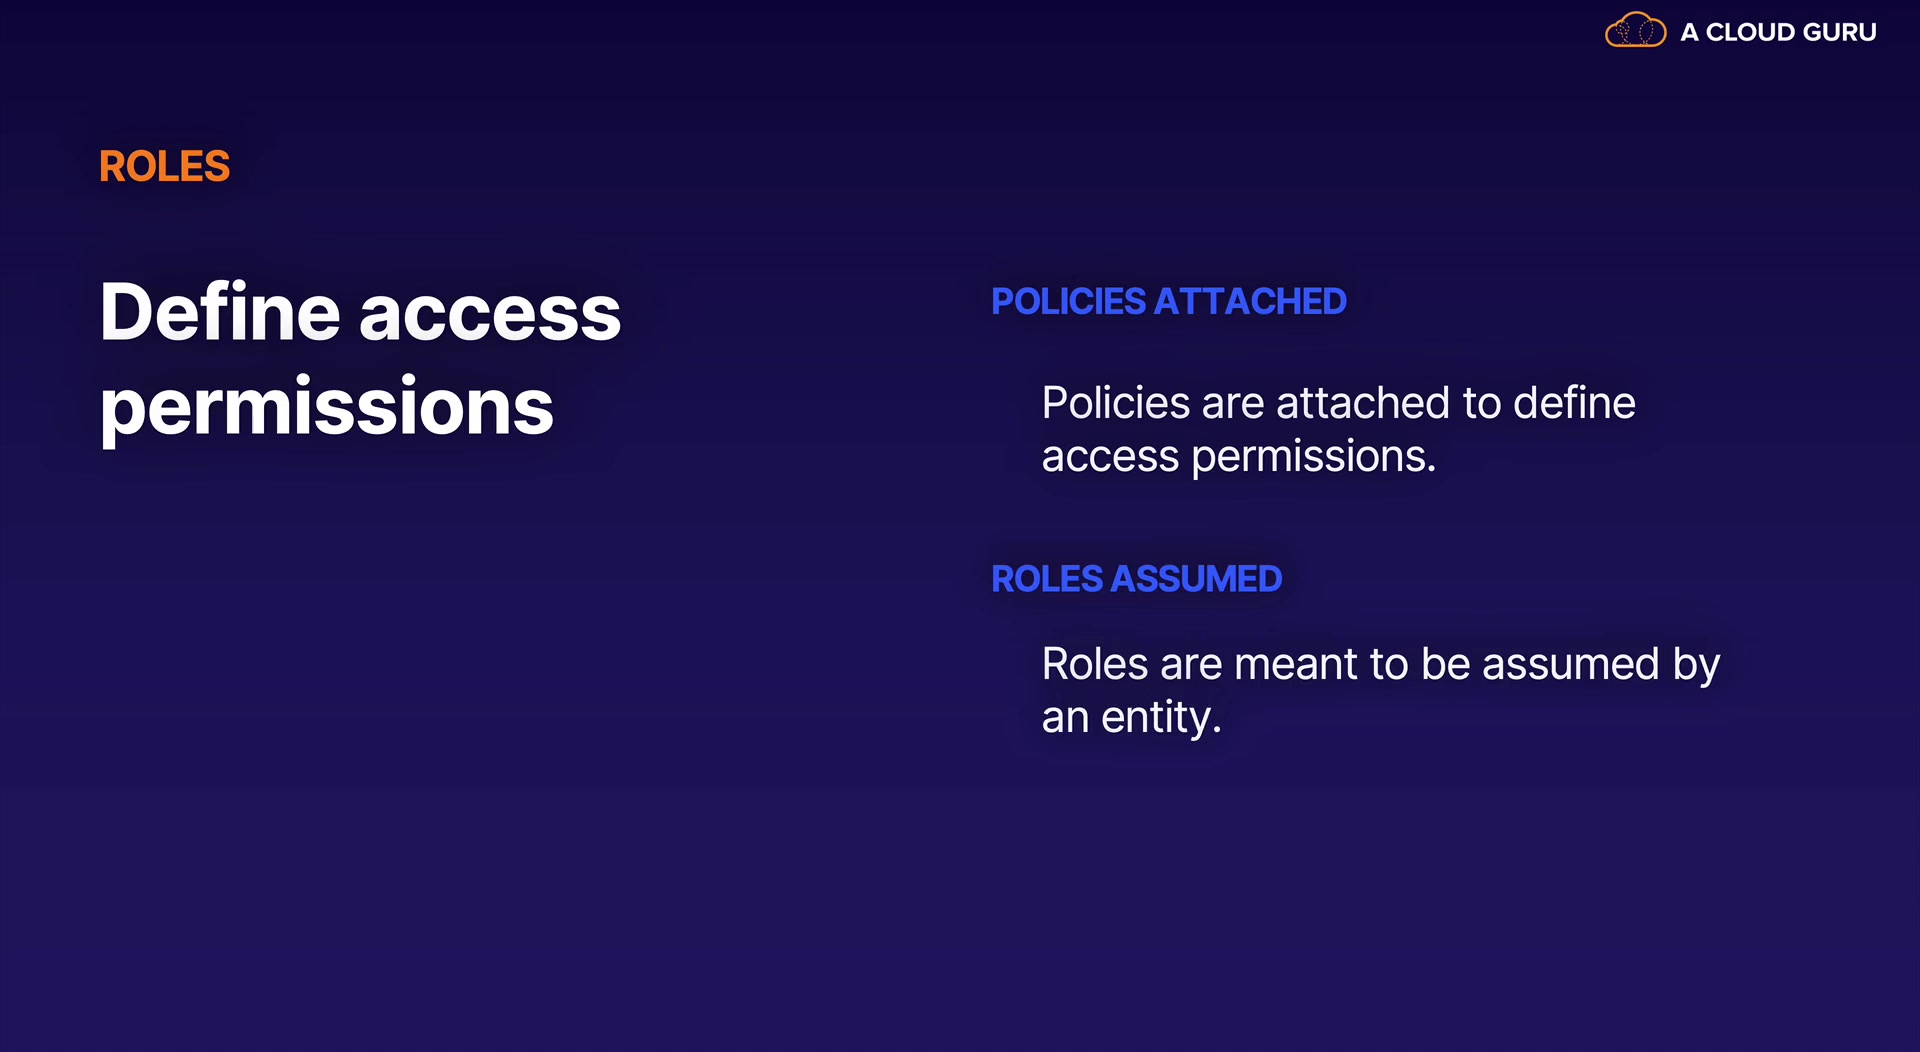 A CLOUD GURU
ROLES
Define access
permissions
POLICIES ATTACHED
Policies are attached to define
access permissions.
ROLES ASSUMED
Roles are meant to be assumed by
an entity.